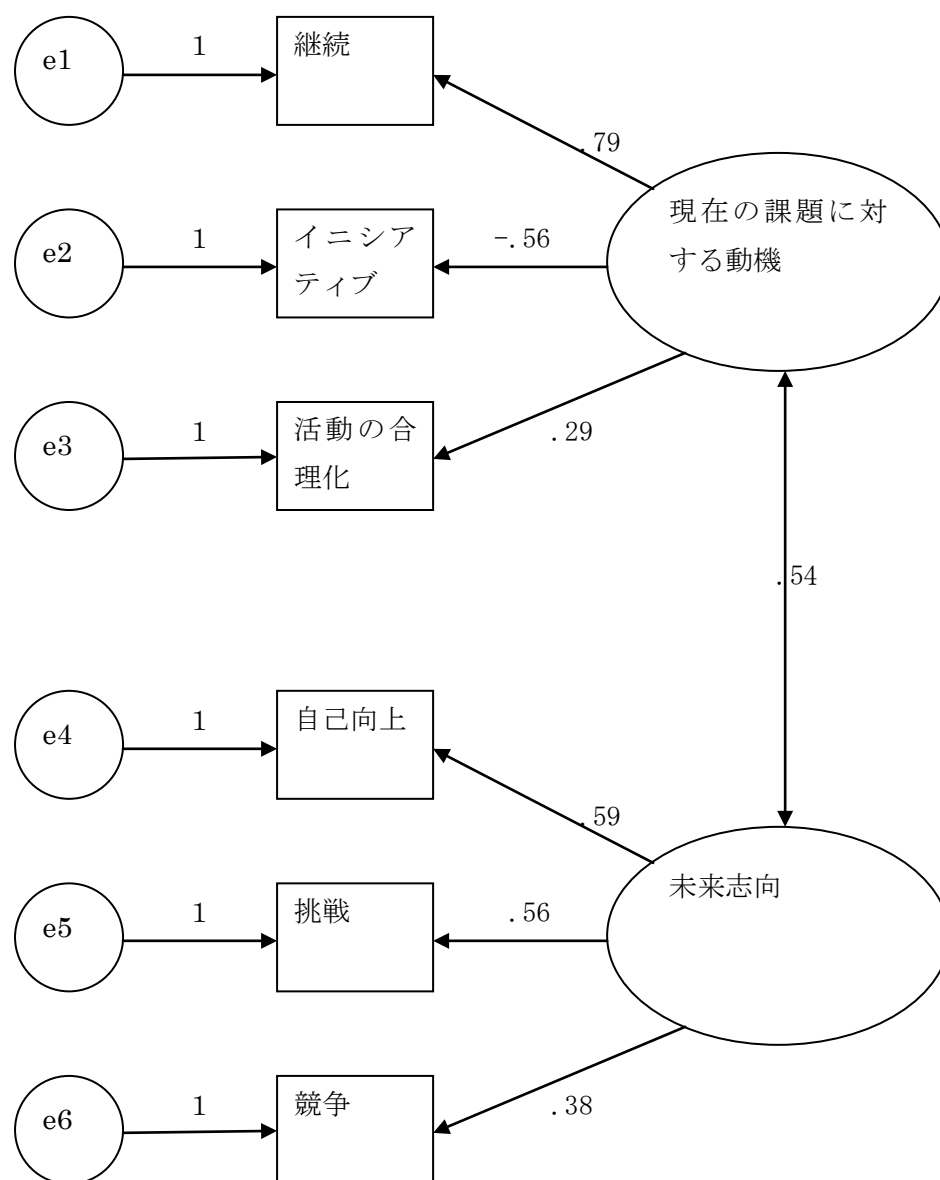 e1
1
継続
.79
現在の課題に対
する動機
e2
1
イニシア
ティブ
-.56
e3
1
活動の合
理化
.29
.54
e4
1
自己向上
.59
未来志向
e5
1
挑戦
.56
e6
1
競争
.38